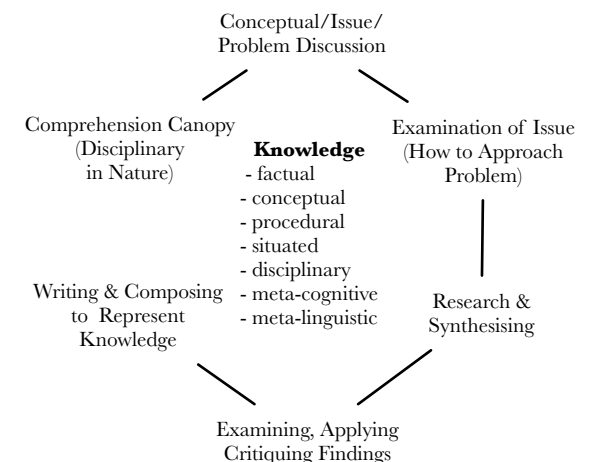 Conceptual/Issue/
Problem Discussion
Comprehension Canopy
(Disciplinary
in Nature)
Examination of Issue
(How to Approach
Problem)
Knowledge
- factual
- conceptual
- procedural
- situated
- disciplinary
- meta-cognitive
- meta-linguistic
Writing & Composing
to Represent
Knowledge
Research &
Synthesising
Examining, Applying
Critiquing Findings